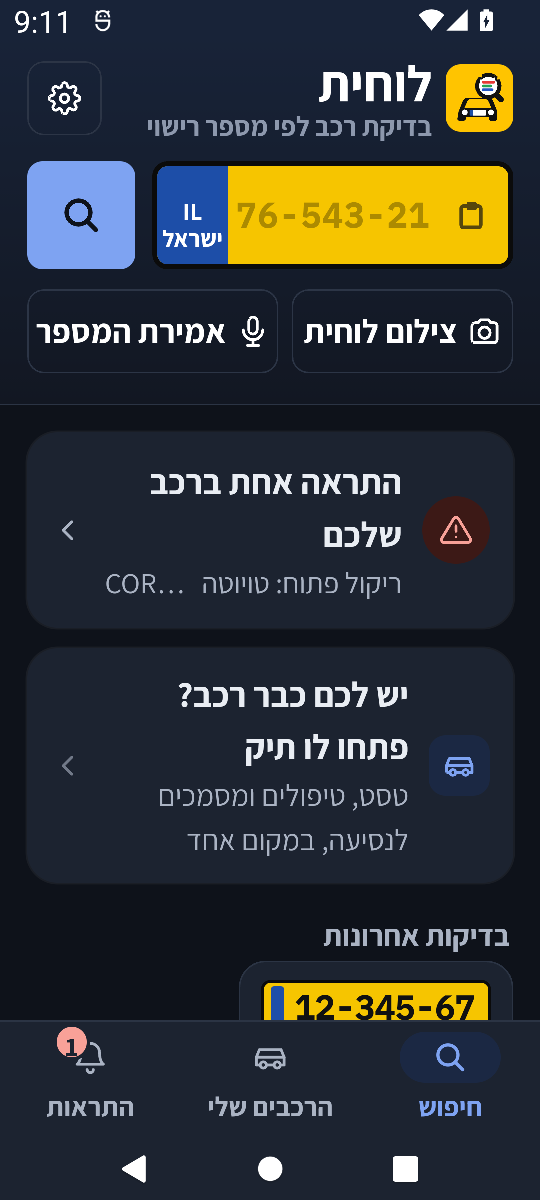 9:11
לוחית
בדיקת רכב לפי מספר רישוי
IL
ישראל
76-543-21
צילום לוחית
אמירת המספר
התראה אחת ברכב
שלכם
ריקול פתוח: טויוטה COR…
יש לכם כבר רכב?
פתחו לו תיק
טסט, טיפולים ומסמכים
לנסיעה, במקום אחד
בדיקות אחרונות
12-345-67
חיפוש
הרכבים שלי
1
התראות